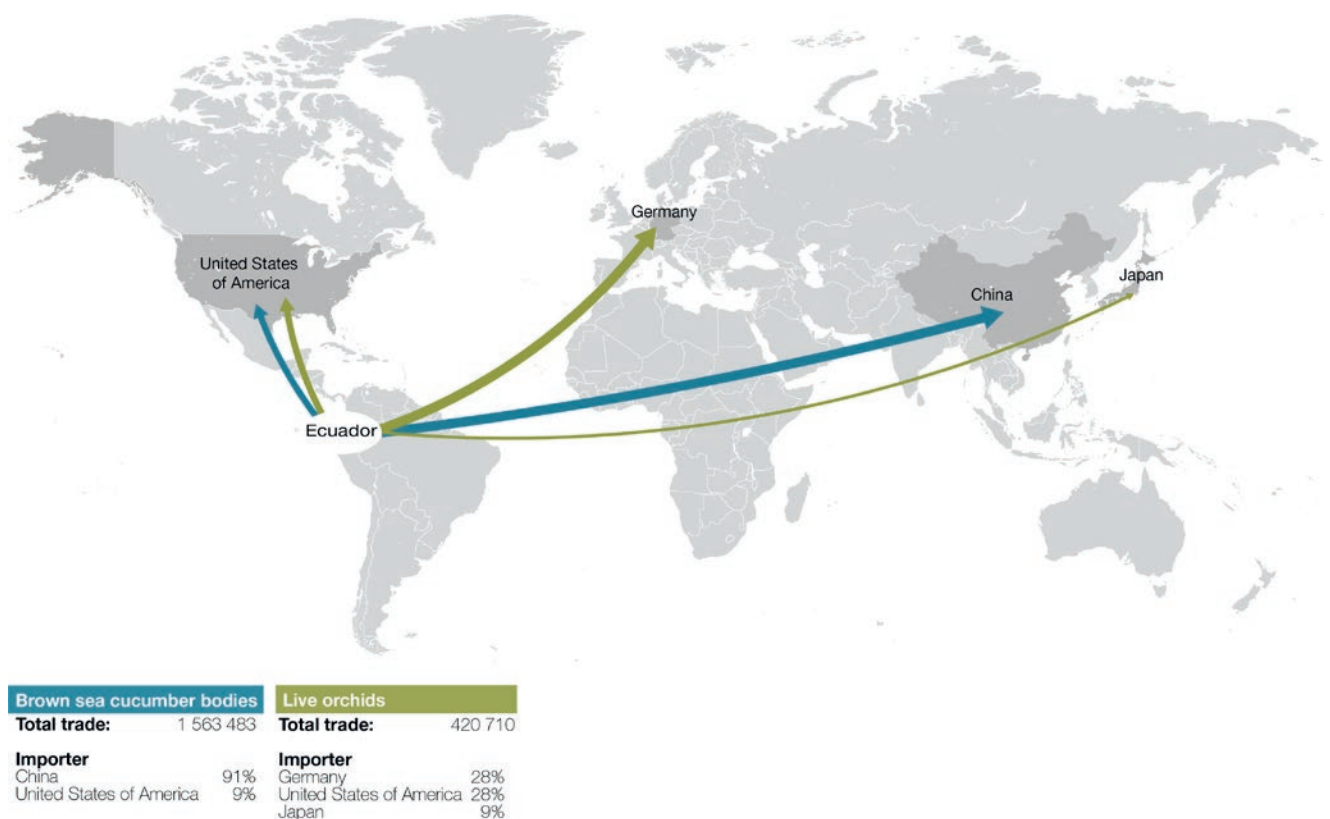 Germany
United States
of America
Japan
China
Ecuador
Brown sea cucumber bodies
Total trade: 1 563 483
Importer
China 91%
United States of America 9%
Live orchids
Total trade: 420 710
Importer
Germany 28%
United States of America 28%
Japan 9%